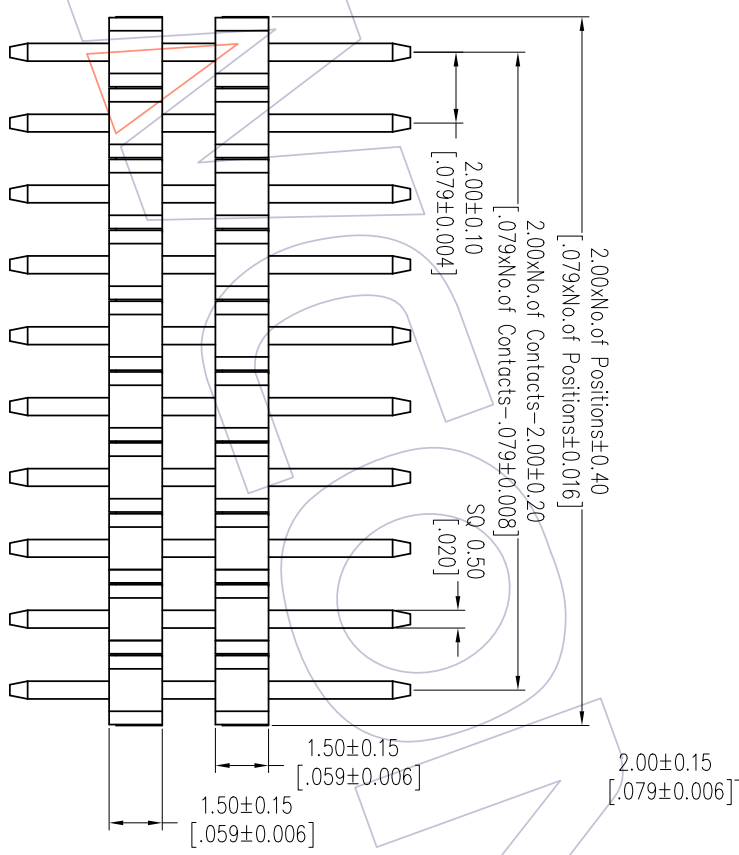 2.00±0.10
[.079±0.004]
2.00xNo.of Positions±0.40
[.079xNo.of Positions±0.016]
2.00xNo.of Contacts-2.00±0.20
[.079xNo.of Contacts-.079±0.008]
SQ 0.50
[.020]
1.50±0.15
[.059±0.006]
2.00±0.15
[.079±0.006]
1.50±0.15
[.059±0.006]